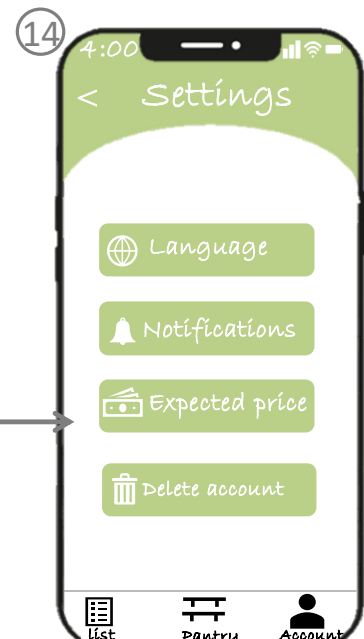 14
4:00
< Settings
Language
Notifications
Expected price
Delete account
list Pantry Account